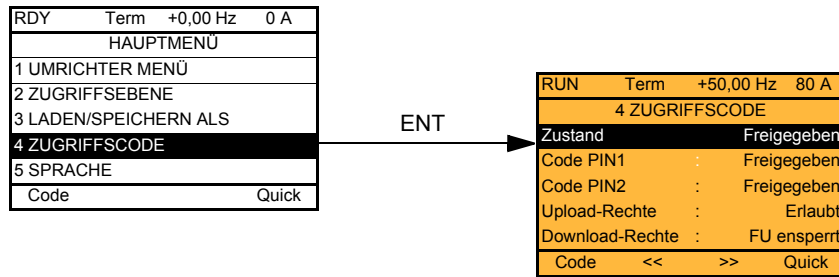 RDY Term +0,00 Hz 0 A
HAUPTMENÜ
1 UMRICHTER MENÜ
2 ZUGRIFFSEBENE
3 LADEN/SPEICHERN ALS
4 ZUGRIFFSCODE
5 SPRACHE
Code Quick
ENT
RUN Term +50,00 Hz 80 A
4 ZUGRIFFSCODE
Zustand Freigegeben
Code PIN1 : Freigegeben
Code PIN2 : Freigegeben
Upload-Rechte : Erlaubt
Download-Rechte : FU ensperrt
Code << >> Quick